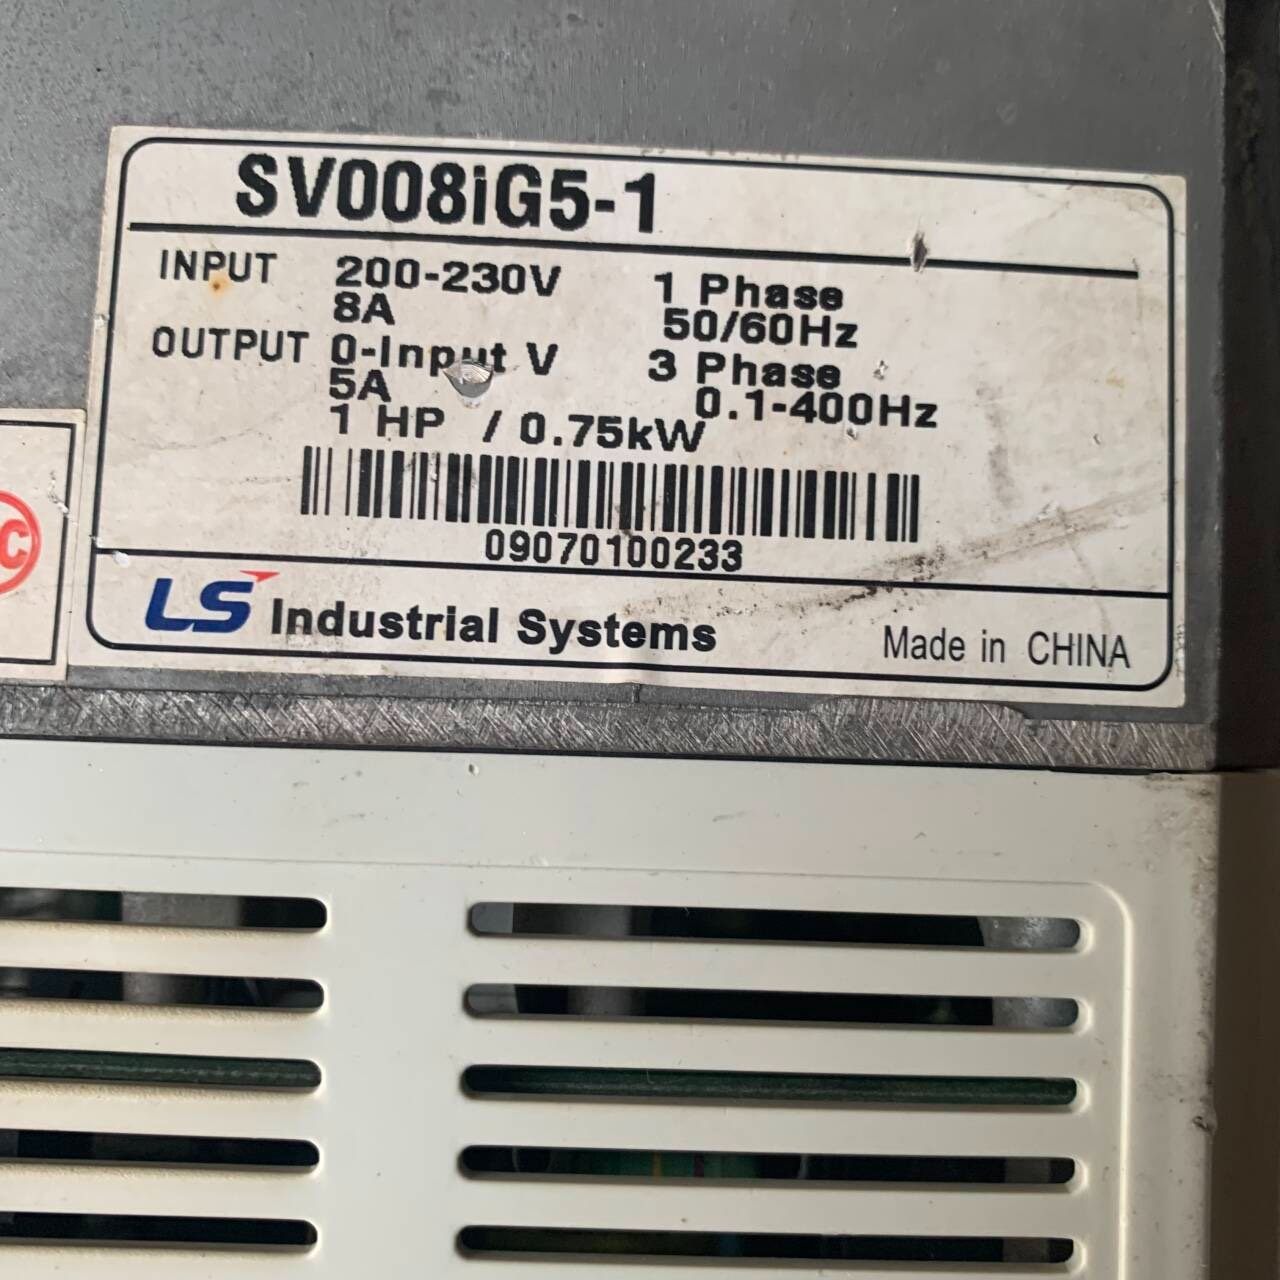 SV008iG5-1
INPUT 200-230V 1 Phase
8A 50/60Hz
OUTPUT 0-Input V 3 Phase
5A 0.1-400Hz
1 HP / 0.75kW
09070100233
LS Industrial Systems Made in CHINA
C